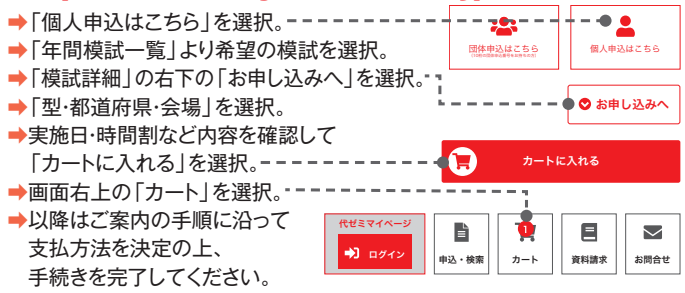 ➡「個人申込はこちら」を選択。
➡「年間模試一覧」より希望の模試を選択。
➡「模試詳細」の右下の「お申し込みへ」を選択。
➡「型・都道府県・会場」を選択。
➡実施日・時間割など内容を確認して
「カートに入れる」を選択。
➡画面右上の「カート」を選択。
➡以降はご案内の手順に沿って
支払方法を決定の上、
手続きを完了してください。
団体申込はこちら
個人申込はこちら
お申し込みへ
カートに入れる
代ゼミマイページ
ログイン
申込・検索
1
カート
資料請求
お問合せ